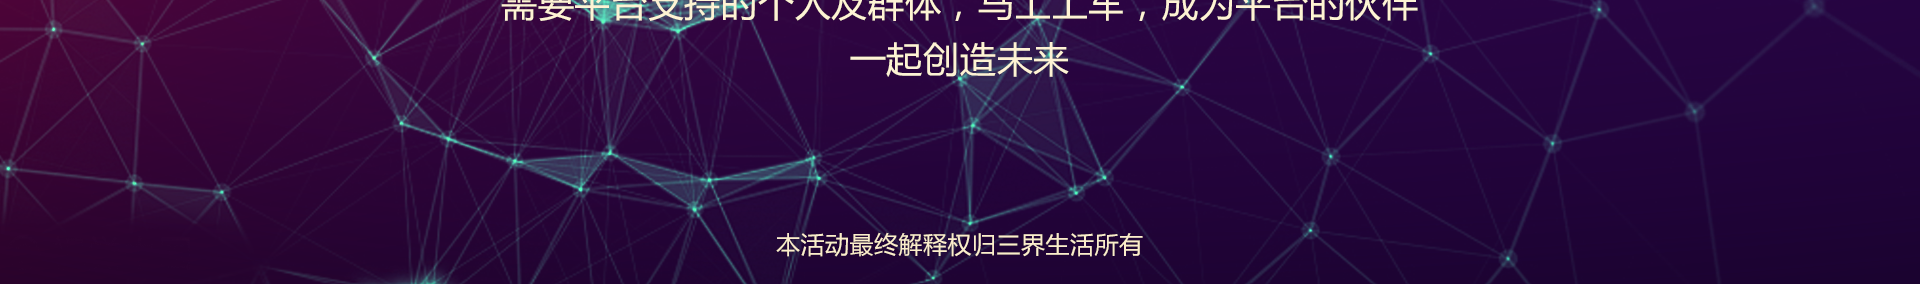 需要平台支持的个人及群体，马上上车，成为平台的伙伴
一起创造未来
本活动最终解释权归三界生活所有